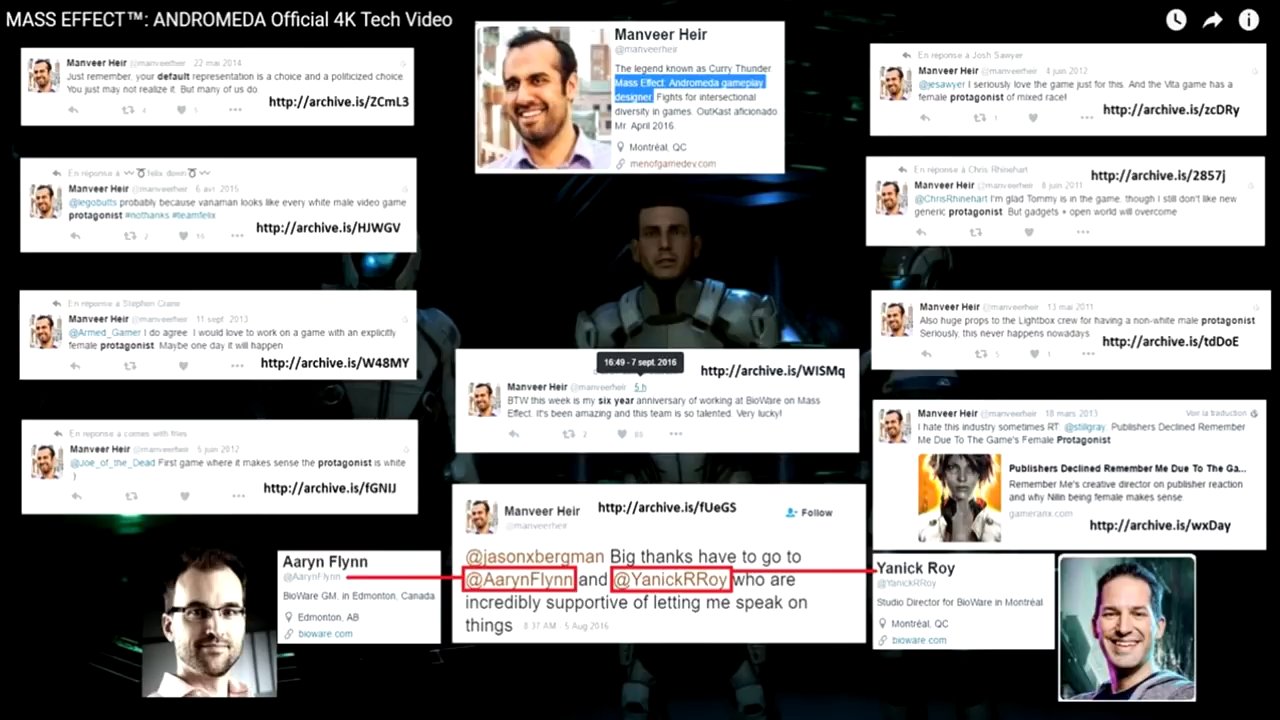 MASS EFFECT™: ANDROMEDA Official 4K Tech Video
Manveer Heir
@manveerheir
The legend known as Curry Thunder
Mass Effect: Andromeda gameplay
designer. Fights for intersectional
diversity in games. OutKast aficionado
Mr. April 2016
Montréal, QC
menofgamedev.com
Manveer Heir @manveerheir 22 mai 2014
Just remember, your default representation is a choice and a politicized choice
You just may not realize it. But many of us do
http://archive.is/ZCmL3
4
En réponse à felix down
Manveer Heir @manveerheir 6 avr. 2015
@legobutts probably because vanaman looks like every white male video game
protagonist #nothanks #teamfelix
http://archive.is/HJWGV
2 16
En réponse à Stephen Crane
Manveer Heir @manveerheir 11 sept. 2013
@Armed_Gamer I do agree. I would love to work on a game with an explicitly
female protagonist. Maybe one day it will happen
http://archive.is/W48MY
En réponse à comes with fries
Manveer Heir @manveerheir 5 juin 2012
@Joe_of_the_Dead First game where it makes sense the protagonist is white
)
http://archive.is/fGNIJ
En réponse à Josh Sawyer
Manveer Heir @manveerheir 4 juin 2012
@jesawyer I seriously love the game just for this. And the Vita game has a
female protagonist of mixed race!
http://archive.is/zcDRy
1
En réponse à Chris Rhinehart
http://archive.is/2857j
Manveer Heir @manveerheir 8 juin 2011
@ChrisRhinehart I'm glad Tommy is in the game, though I still don't like new
generic protagonist. But gadgets + open world will overcome
Manveer Heir @manveerheir 13 mai 2011
Also huge props to the Lightbox crew for having a non-white male protagonist
Seriously, this never happens nowadays
http://archive.is/tdDoE
5 1
16:49 - 7 sept. 2016
http://archive.is/WISMq
Manveer Heir @manveerheir 5 h
BTW this week is my six year anniversary of working at BioWare on Mass
Effect. It's been amazing and this team is so talented. Very lucky!
2 86
Manveer Heir @manveerheir 18 mars 2013 Voir la traduction
I hate this industry sometimes RT: @stillgray: Publishers Declined Remember
Me Due To The Game's Female Protagonist
Publishers Declined Remember Me Due To The Ga...
Remember Me's creative director on publisher reaction
and why Nilin being female makes sense
gameranx.com
http://archive.is/wxDay
Manveer Heir
@manveerheir
http://archive.is/fUeGS
Follow
@jasonxbergman Big thanks have to go to
@AarynFlynn and @YanickRRoy who are
incredibly supportive of letting me speak on
things 8:37 AM - 5 Aug 2016
Aaryn Flynn
@AarynFlynn
BioWare GM, in Edmonton, Canada
Edmonton, AB
bioware.com
Yanick Roy
@YanickRRoy
Studio Director for BioWare in Montréal
Montréal, QC
bioware.com